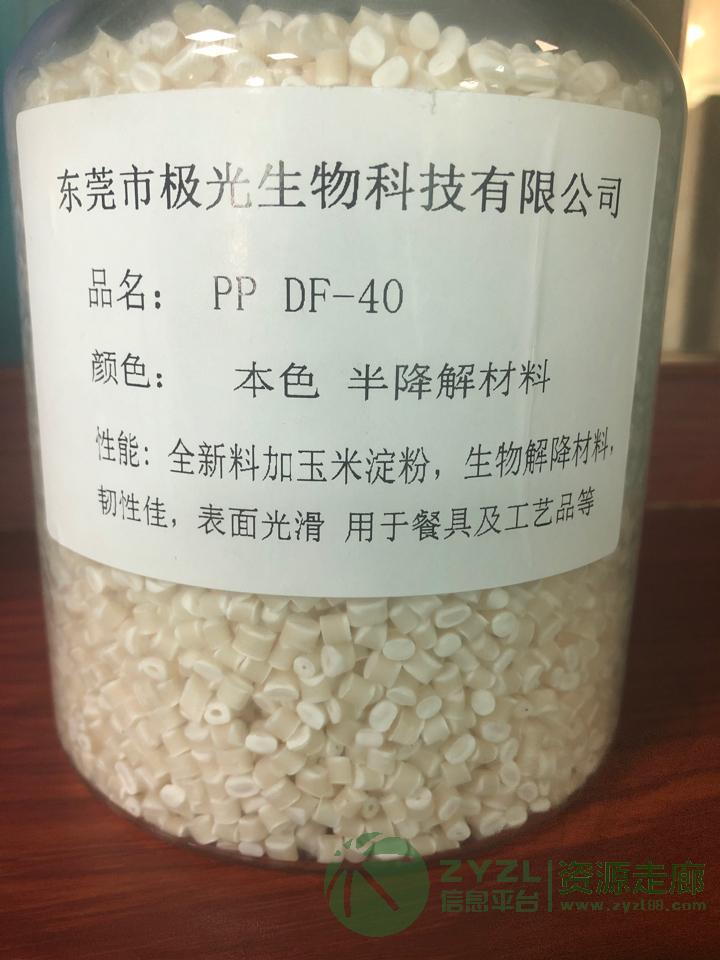 东莞市极光生物科技有限公司
品名： PP DF-40
颜色： 本色 半降解材料
性能：全新料加玉米淀粉，生物解降材料，
韧性佳，表面光滑 用于餐具及工艺品等
ZYZL 资源走廊
信息平台 www.zyzl88.com